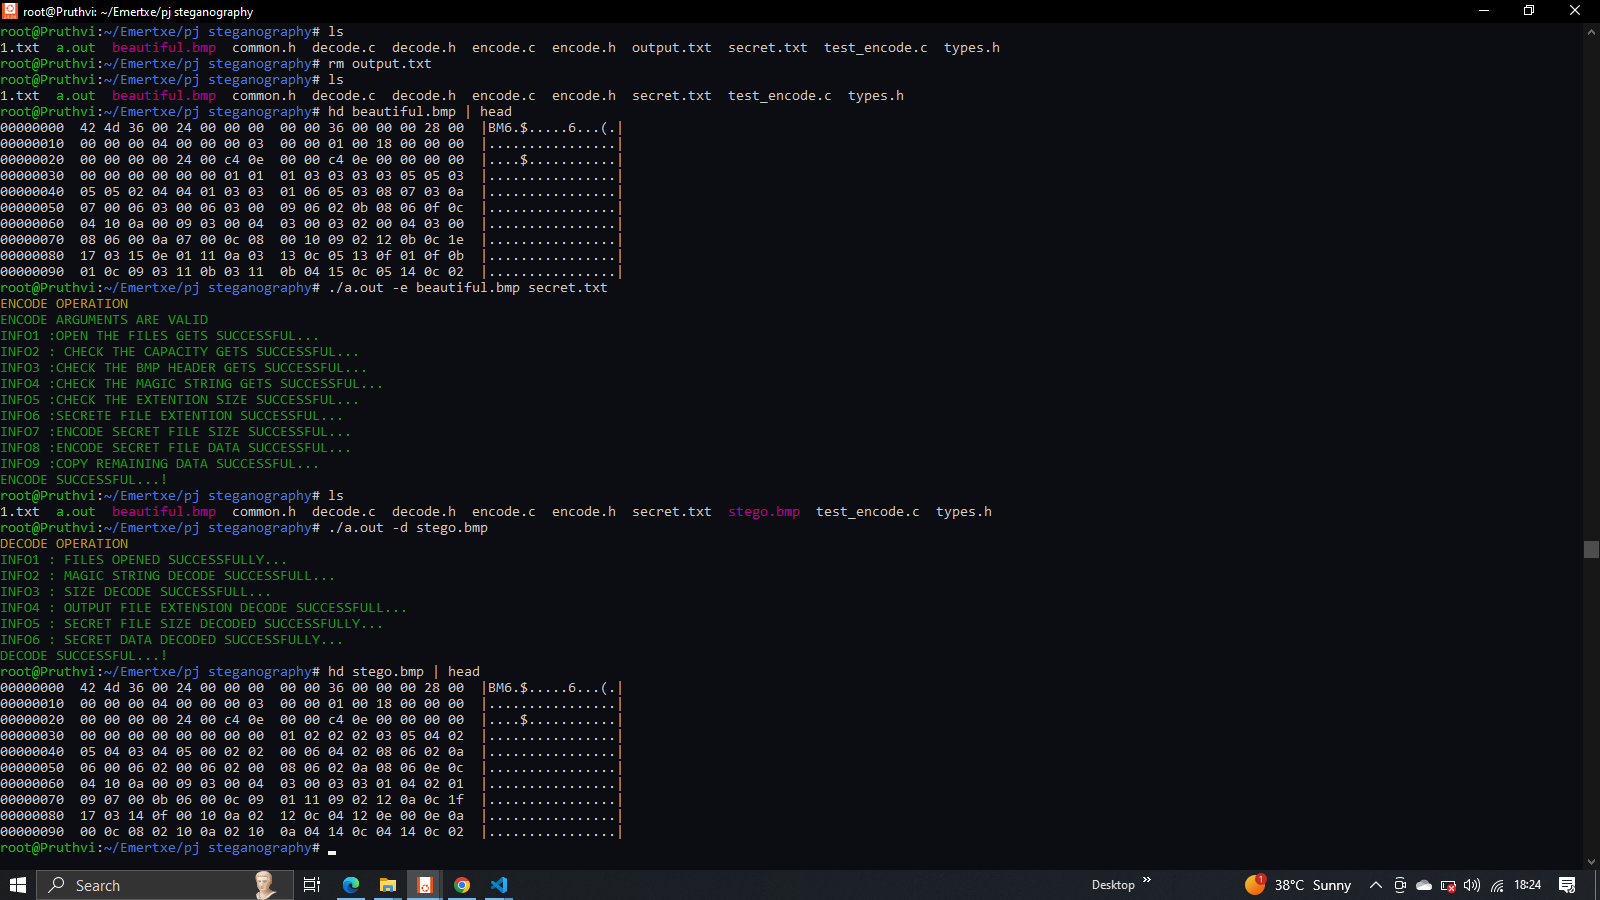 root@Pruthvi: ~/Emertxe/pj steganography
root@Pruthvi:~/Emertxe/pj steganography# ls
1.txt  a.out  beautiful.bmp  common.h  decode.c  decode.h  encode.c  encode.h  output.txt  secret.txt  test_encode.c  types.h
root@Pruthvi:~/Emertxe/pj steganography# rm output.txt
root@Pruthvi:~/Emertxe/pj steganography# ls
1.txt  a.out  beautiful.bmp  common.h  decode.c  decode.h  encode.c  encode.h  secret.txt  test_encode.c  types.h
root@Pruthvi:~/Emertxe/pj steganography# hd beautiful.bmp | head
00000000  42 4d 36 00 24 00 00 00  00 00 36 00 00 00 28 00  |BM6.$.....6...(.|
00000010  00 00 00 04 00 00 00 03  00 00 01 00 18 00 00 00  |................|
00000020  00 00 00 00 24 00 c4 0e  00 00 c4 0e 00 00 00 00  |....$...........|
00000030  00 00 00 00 00 00 01 01  01 03 03 03 03 05 05 03  |................|
00000040  05 05 02 04 04 01 03 03  01 06 05 03 08 07 03 0a  |................|
00000050  07 00 06 03 00 06 03 00  09 06 02 0b 08 06 0f 0c  |................|
00000060  04 10 0a 00 09 03 00 04  03 00 03 02 00 04 03 00  |................|
00000070  08 06 00 0a 07 00 0c 08  00 10 09 02 12 0b 0c 1e  |................|
00000080  17 03 15 0e 01 11 0a 03  13 0c 05 13 0f 01 0f 0b  |................|
00000090  01 0c 09 03 11 0b 03 11  0b 04 15 0c 05 14 0c 02  |................|
root@Pruthvi:~/Emertxe/pj steganography# ./a.out -e beautiful.bmp secret.txt
ENCODE OPERATION
ENCODE ARGUMENTS ARE VALID
INFO1 :OPEN THE FILES GETS SUCCESSFUL...
INFO2 : CHECK THE CAPACITY GETS SUCCESSFUL...
INFO3 :CHECK THE BMP HEADER GETS SUCCESSFUL...
INFO4 :CHECK THE MAGIC STRING GETS SUCCESSFUL...
INFO5 :CHECK THE EXTENTION SIZE SUCCESSFUL...
INFO6 :SECRETE FILE EXTENTION SUCCESSFUL...
INFO7 :ENCODE SECRET FILE SIZE SUCCESSFUL...
INFO8 :ENCODE SECRET FILE DATA SUCCESSFUL...
INFO9 :COPY REMAINING DATA SUCCESSFUL...
ENCODE SUCCESSFUL...!
root@Pruthvi:~/Emertxe/pj steganography# ls
1.txt  a.out  beautiful.bmp  common.h  decode.c  decode.h  encode.c  encode.h  secret.txt  stego.bmp  test_encode.c  types.h
root@Pruthvi:~/Emertxe/pj steganography# ./a.out -d stego.bmp
DECODE OPERATION
INFO1 : FILES OPENED SUCCESSFULLY...
INFO2 : MAGIC STRING DECODE SUCCESSFULL...
INFO3 : SIZE DECODE SUCCESSFULL...
INFO4 : OUTPUT FILE EXTENSION DECODE SUCCESSFULL...
INFO5 : SECRET FILE SIZE DECODED SUCCESSFULLY...
INFO6 : SECRET DATA DECODED SUCCESSFULLY...
DECODE SUCCESSFUL...!
root@Pruthvi:~/Emertxe/pj steganography# hd stego.bmp | head
00000000  42 4d 36 00 24 00 00 00  00 00 36 00 00 00 28 00  |BM6.$.....6...(.|
00000010  00 00 00 04 00 00 00 03  00 00 01 00 18 00 00 00  |................|
00000020  00 00 00 00 24 00 c4 0e  00 00 c4 0e 00 00 00 00  |....$...........|
00000030  00 00 00 00 00 00 00 00  01 02 02 02 03 05 04 02  |................|
00000040  05 04 03 04 05 00 02 02  00 06 04 02 08 06 02 0a  |................|
00000050  06 00 06 02 00 06 02 00  08 06 02 0a 08 06 0e 0c  |................|
00000060  04 10 0a 00 09 03 00 04  03 00 03 03 01 04 02 01  |................|
00000070  09 07 00 0b 06 00 0c 09  01 11 09 02 12 0a 0c 1f  |................|
00000080  17 03 14 0f 00 10 0a 02  12 0c 04 12 0e 00 0e 0a  |................|
00000090  00 0c 08 02 10 0a 02 10  0a 04 14 0c 04 14 0c 02  |................|
root@Pruthvi:~/Emertxe/pj steganography#
Search
Desktop
1
38°C Sunny
18:24